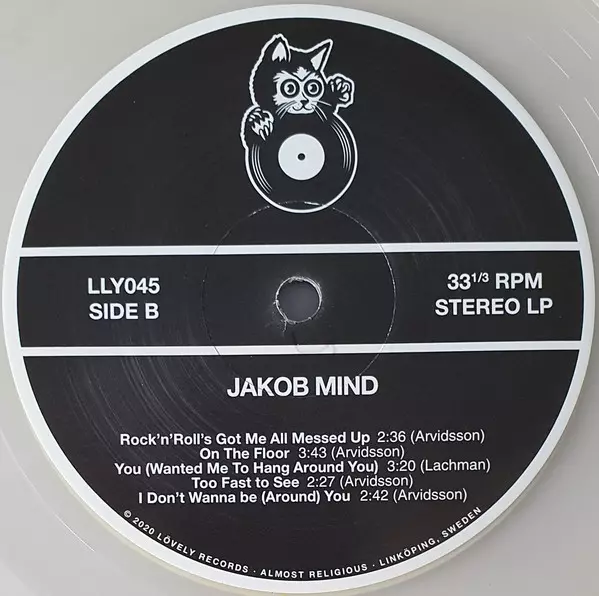 LLY045
SIDE B
33 1/3 RPM
STEREO LP
JAKOB MIND
Rock'n'Roll's Got Me All Messed Up 2:36 (Arvidsson)
On The Floor 3:43 (Arvidsson)
You (Wanted Me To Hang Around You) 3:20 (Lachman)
Too Fast to See 2:27 (Arvidsson)
I Don't Wanna be (Around) You 2:42 (Arvidsson)
© 2020 LÖVELY RECORDS · ALMOST RELIGIOUS · LINKÖPING, SWEDEN